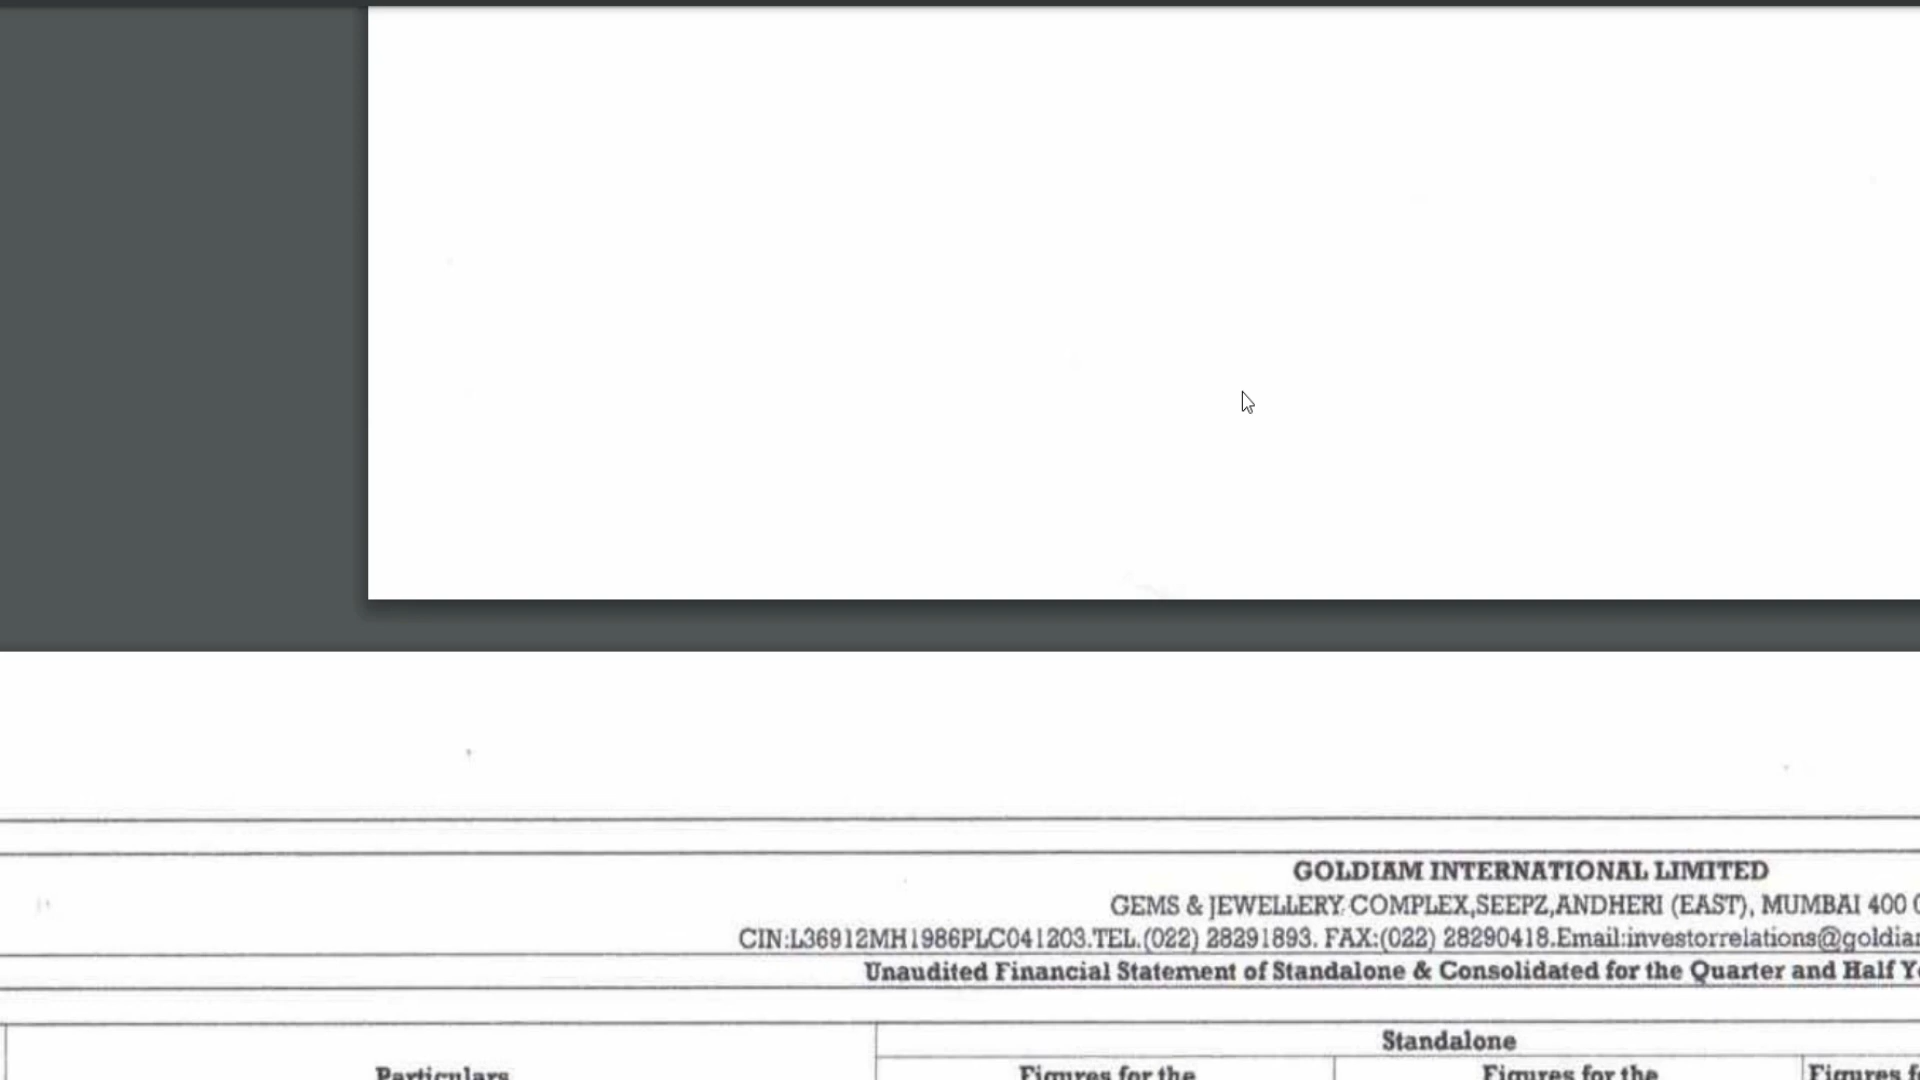 GOLDIAM INTERNATIONAL LIMITED
GEMS & JEWELLERY COMPLEX,SEEPZ,ANDHERI (EAST), MUMBAI 400
CIN:L36912MH1986PLC041203.TEL.(022) 28291893. FAX:(022) 28290418.Email:investorrelations@goldiam
Unaudited Financial Statement of Standalone & Consolidated for the Quarter and Half
Standalone
Particulars
Figures for the
Figures for the
Figures